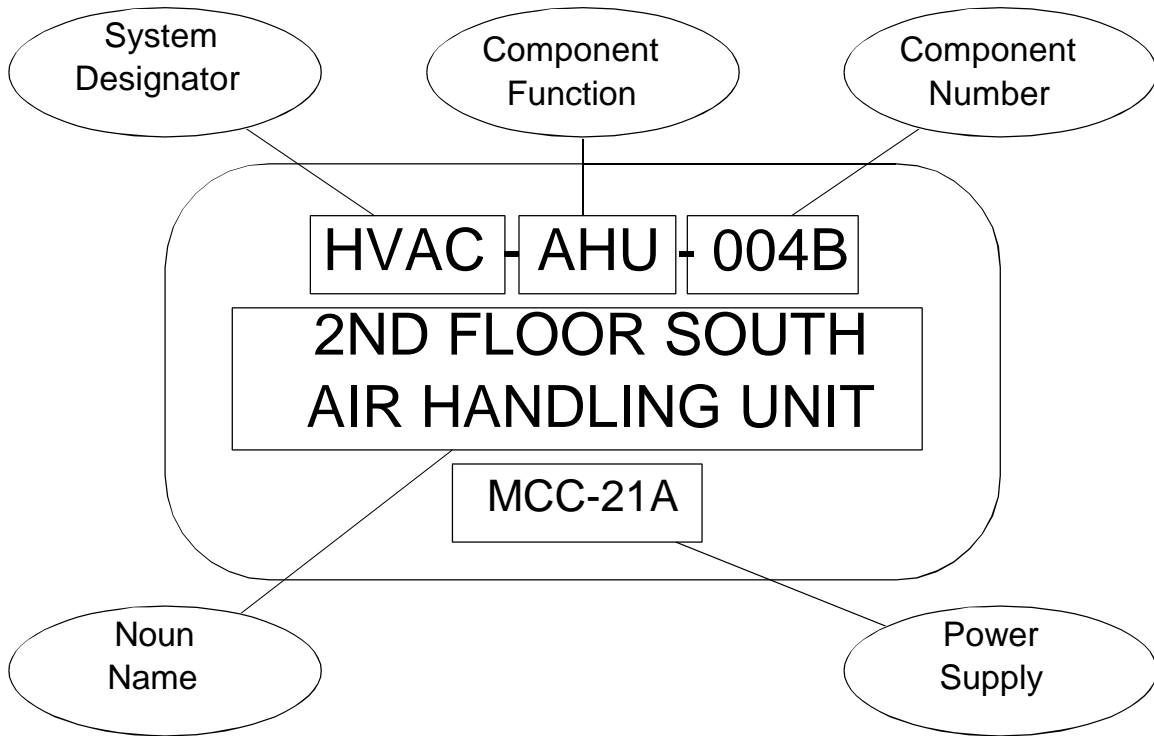 System
Designator
Component
Function
Component
Number
HVAC - AHU - 004B
2ND FLOOR SOUTH
AIR HANDLING UNIT
MCC-21A
Noun
Name
Power
Supply